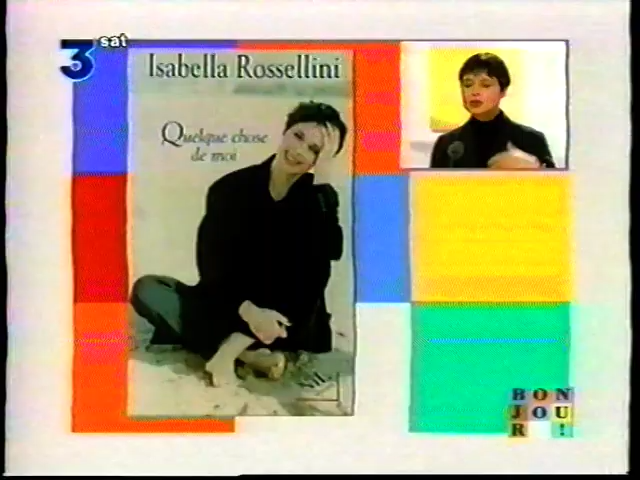 3sat
Isabella Rossellini
Quelque chose
de moi
BON
JOU
R !